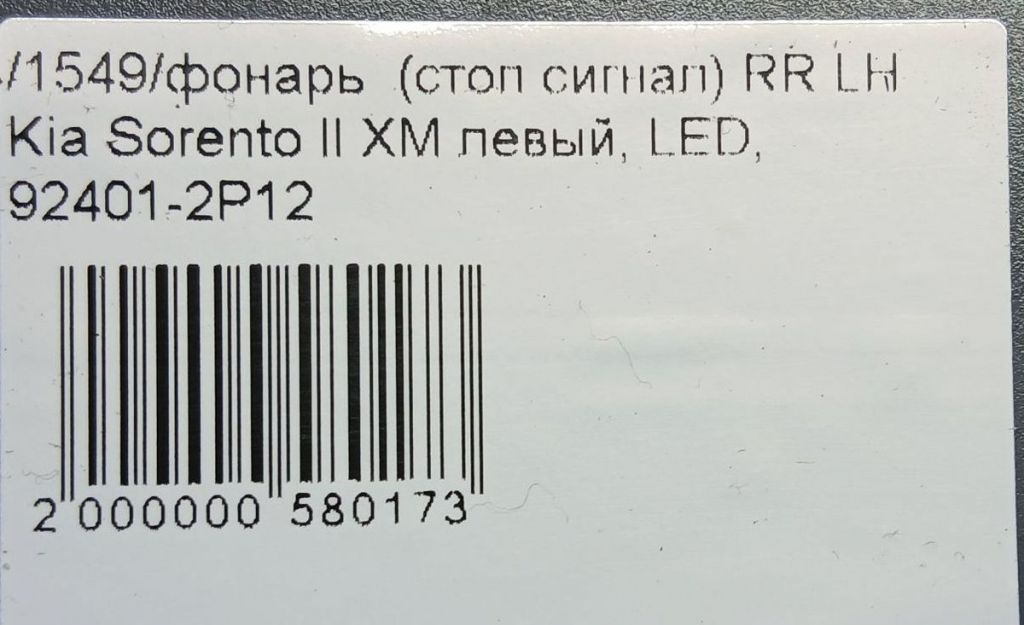 /1549/фонарь (стоп сигнал) RR LH
Kia Sorento II XM левый, LED,
92401-2P12
2 000000 580173